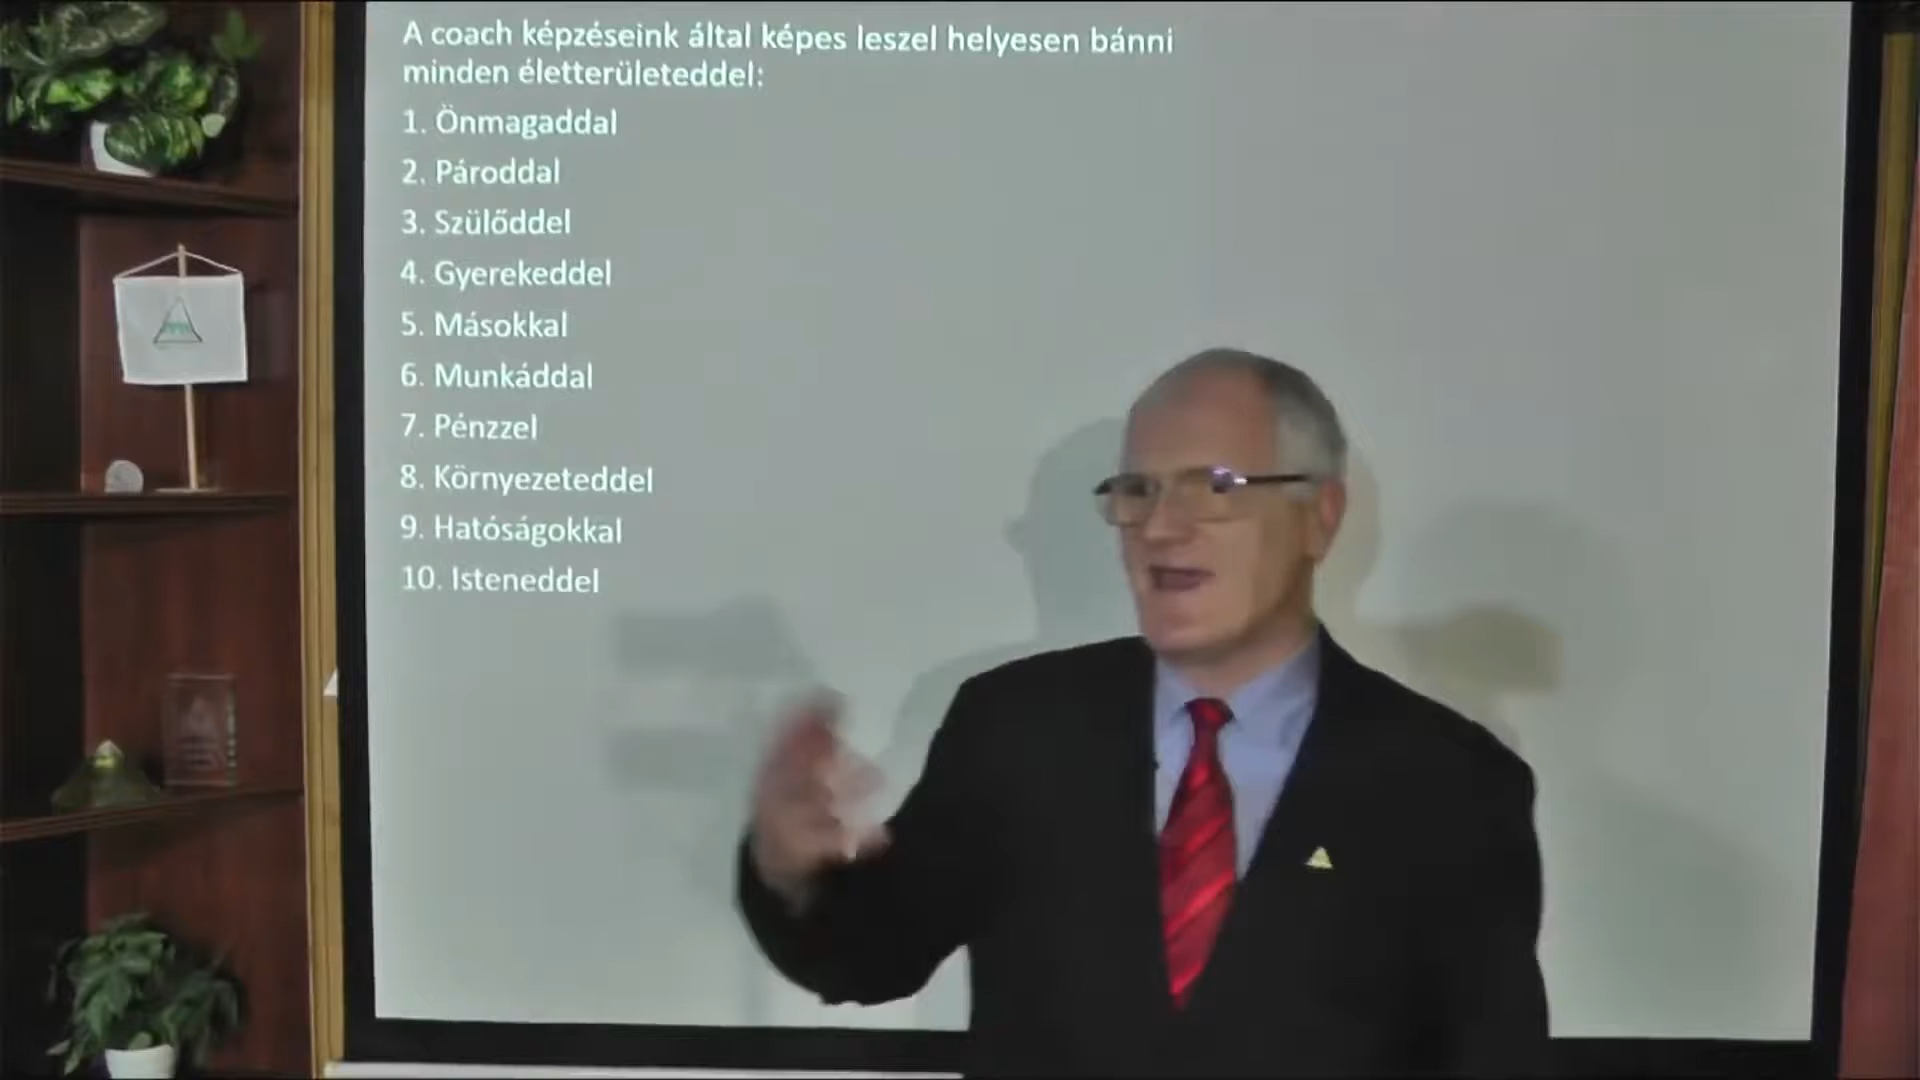 A coach képzéseink által képes leszel helyesen bánni
minden életterületeddel:
1. Önmagaddal
2. Pároddal
3. Szülőddel
4. Gyerekeddel
5. Másokkal
6. Munkáddal
7. Pénzzel
8. Környezeteddel
9. Hatóságokkal
10. Isteneddel